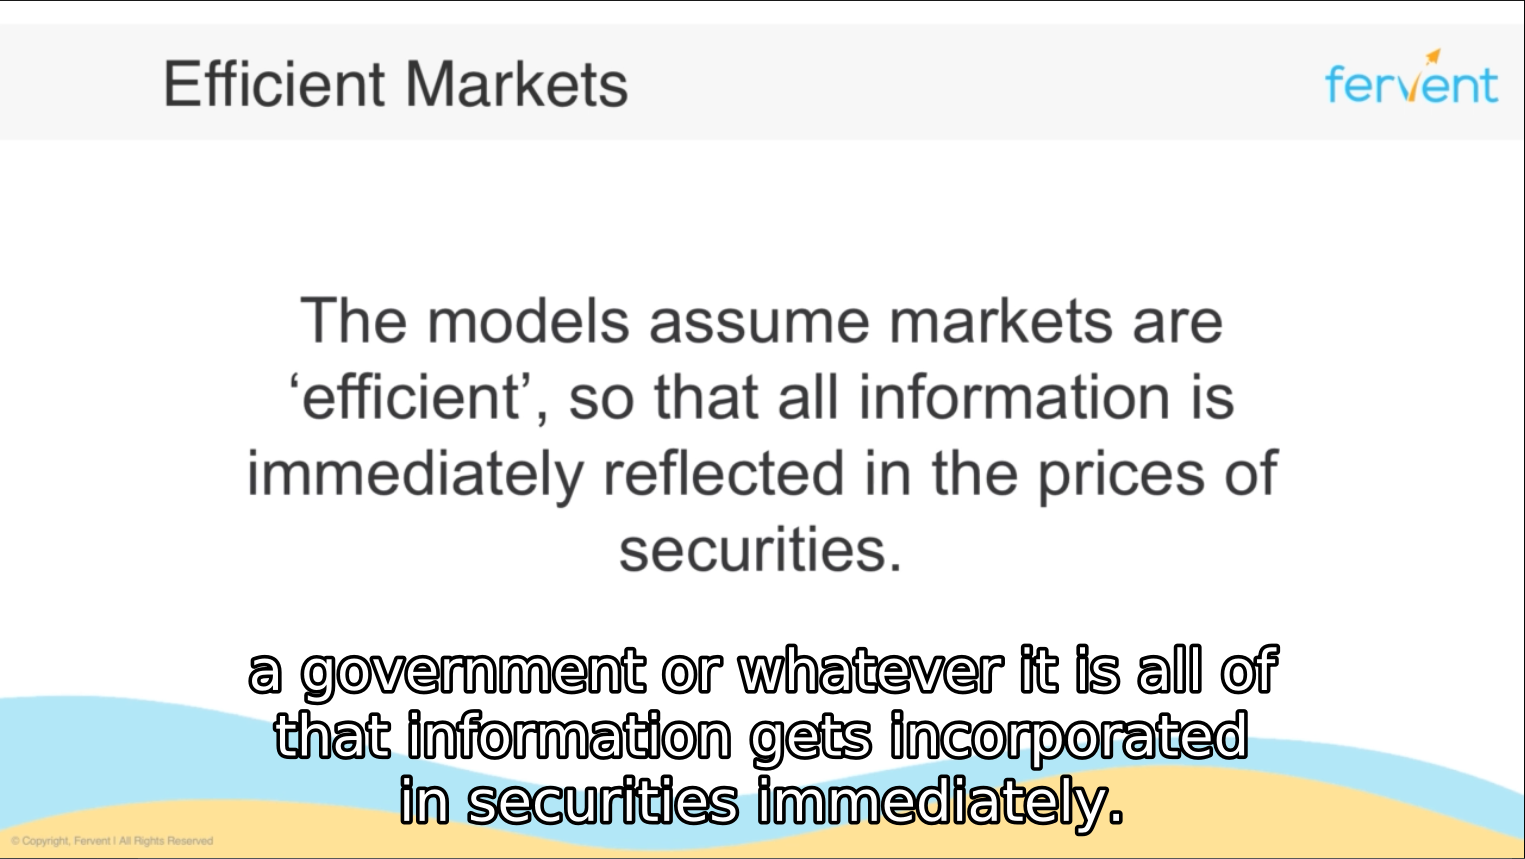 Efficient Markets
fervent
The models assume markets are
‘efficient’, so that all information is
immediately reflected in the prices of
securities.
a government or whatever it is all of
that information gets incorporated
in securities immediately.
© Copyright, Fervent | All Rights Reserved